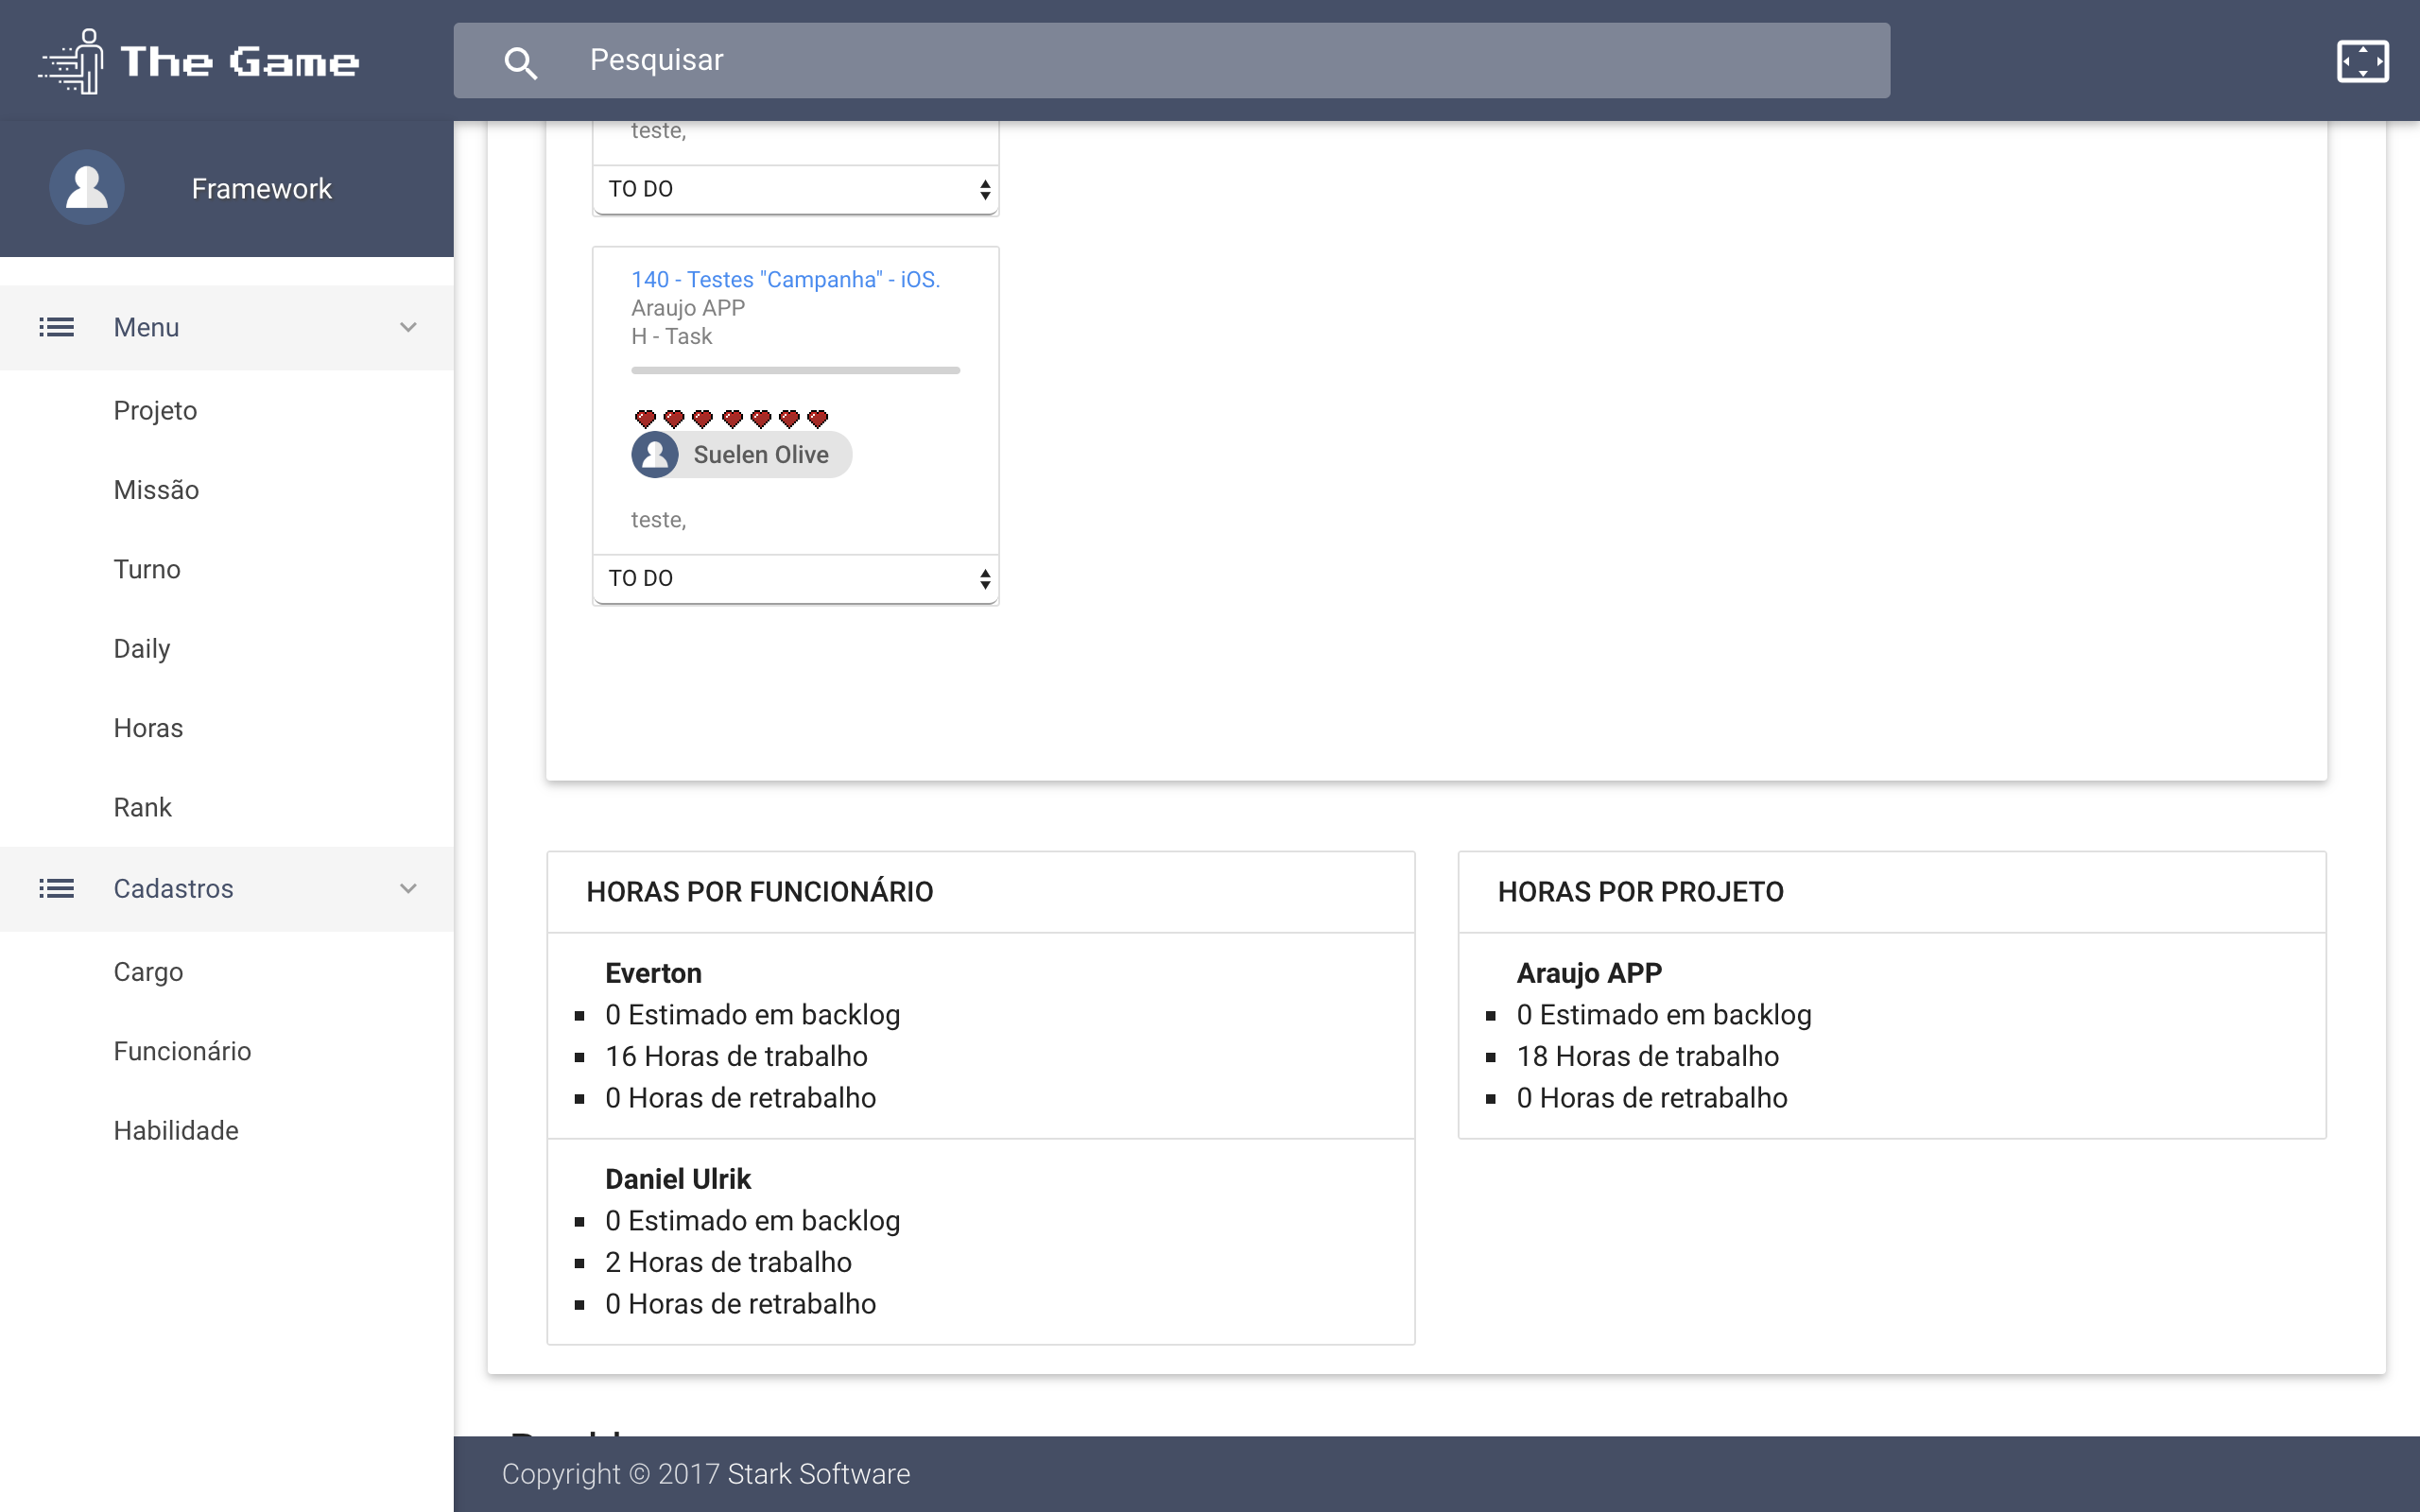 The Game
Pesquisar
Framework
Menu
Projeto
Missão
Turno
Daily
Horas
Rank
Cadastros
Cargo
Funcionário
Habilidade
teste,
TO DO
140 - Testes "Campanha" - iOS.
Araujo APP
H - Task
Suelen Olive
teste,
TO DO
HORAS POR FUNCIONÁRIO
Everton
0 Estimado em backlog
16 Horas de trabalho
0 Horas de retrabalho
Daniel Ulrik
0 Estimado em backlog
2 Horas de trabalho
0 Horas de retrabalho
HORAS POR PROJETO
Araujo APP
0 Estimado em backlog
18 Horas de trabalho
0 Horas de retrabalho
Copyright © 2017 Stark Software